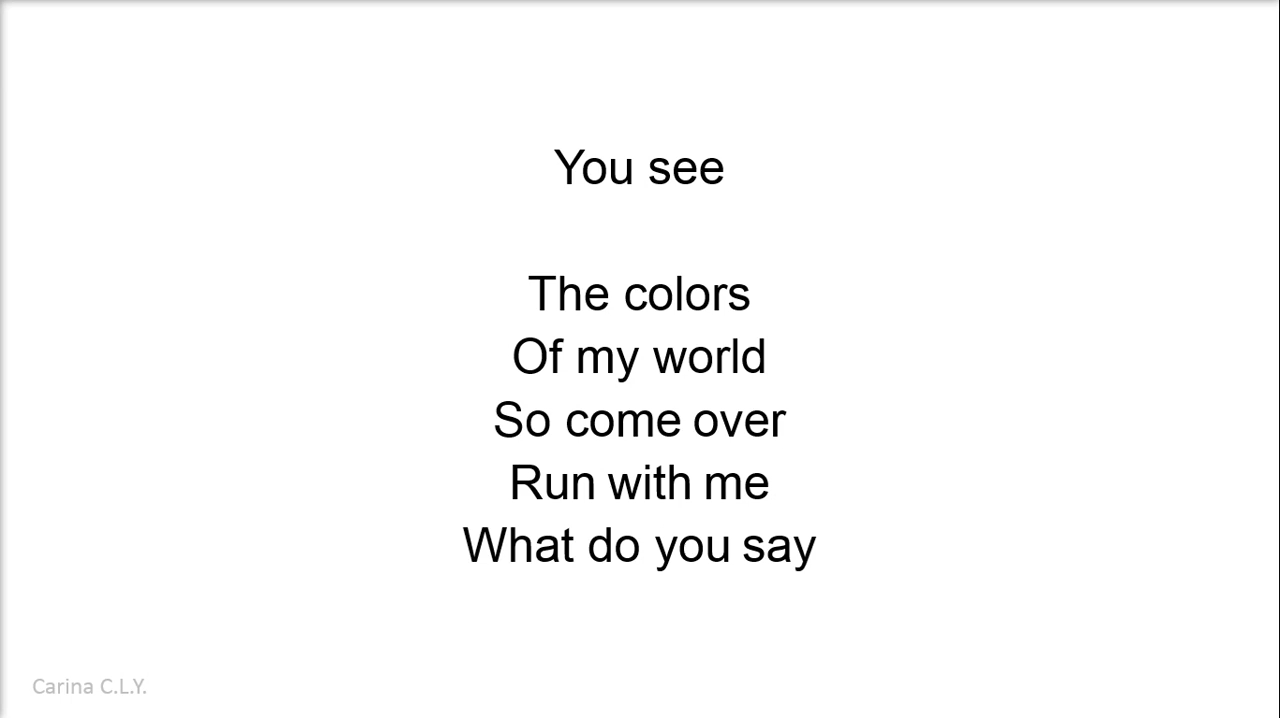 You see
The colors
Of my world
So come over
Run with me
What do you say
Carina C.L.Y.